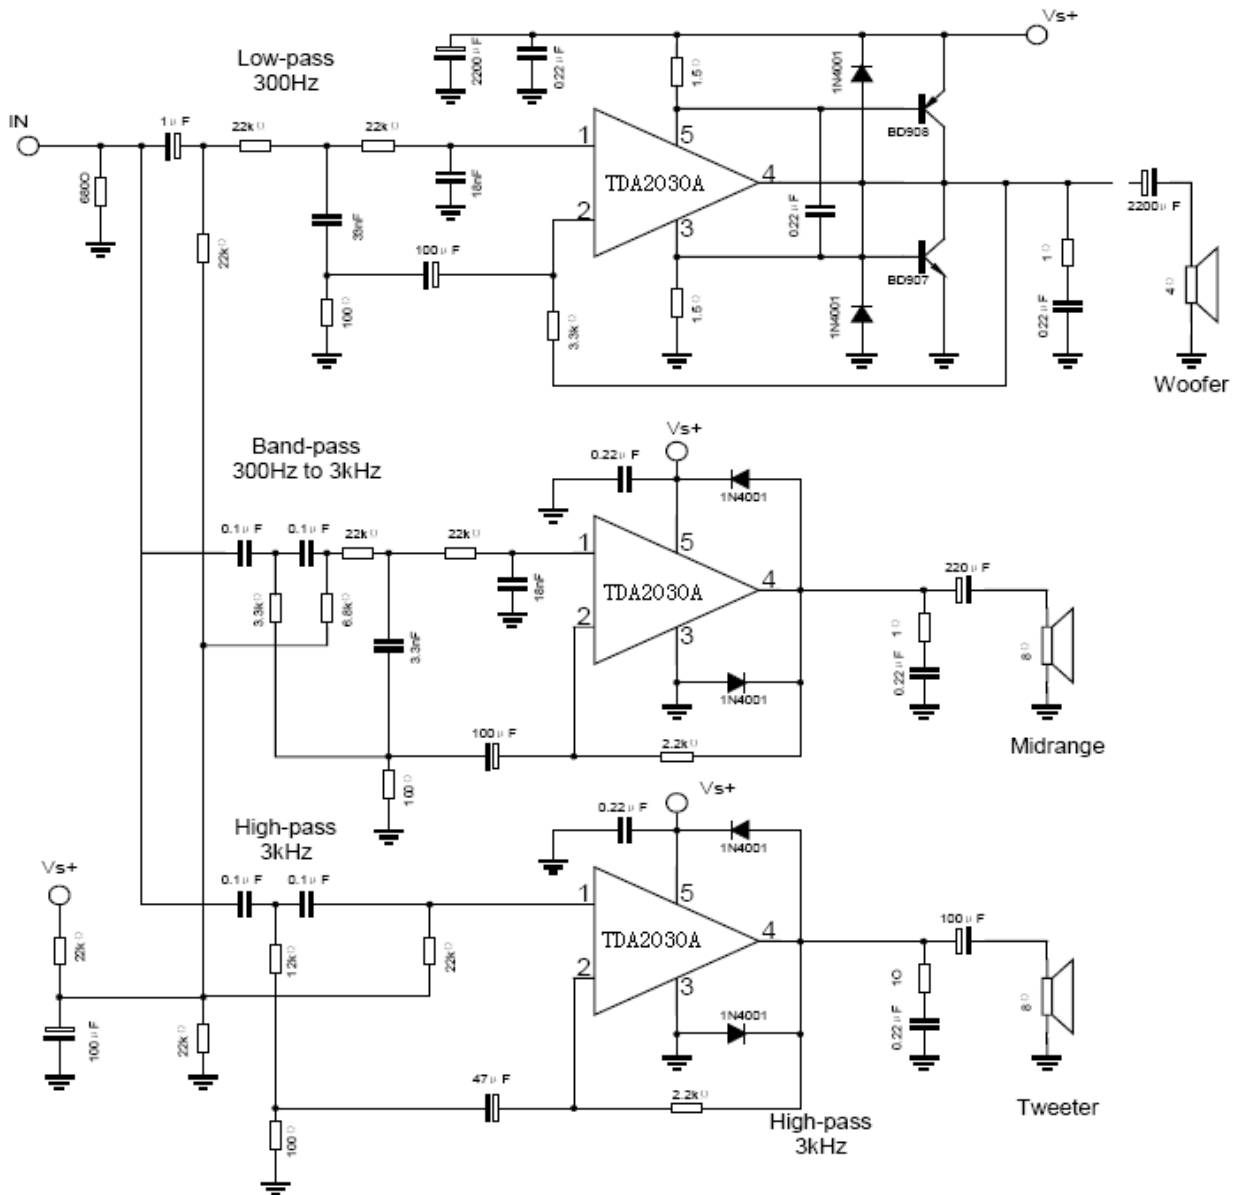 Vs+
Low-pass
300Hz
2200μF
0.22μF
1.5Ω
1N4001
IN
1μF
22kΩ
22kΩ
1
5
BD908
680Ω
18nF
TDA2030A
4
2200μF
22kΩ
39nF
2
3
0.22μF
100μF
BD907
1Ω
4Ω
100Ω
3.3kΩ
1.5Ω
1N4001
0.22μF
Woofer
Vs+
Band-pass
300Hz to 3kHz
0.22μF
1N4001
0.1μF
0.1μF
22kΩ
22kΩ
1
5
220μF
3.3kΩ
6.8kΩ
18nF
TDA2030A
4
2
3
1Ω
8Ω
3.3nF
1N4001
0.22μF
100μF
2.2kΩ
Midrange
100Ω
Vs+
High-pass
3kHz
0.22μF
1N4001
Vs+
0.1μF
0.1μF
1
5
100μF
22kΩ
12kΩ
22kΩ
TDA2030A
4
2
3
1Ω
8Ω
100μF
22kΩ
1N4001
0.22μF
47μF
2.2kΩ
Tweeter
100Ω
High-pass
3kHz